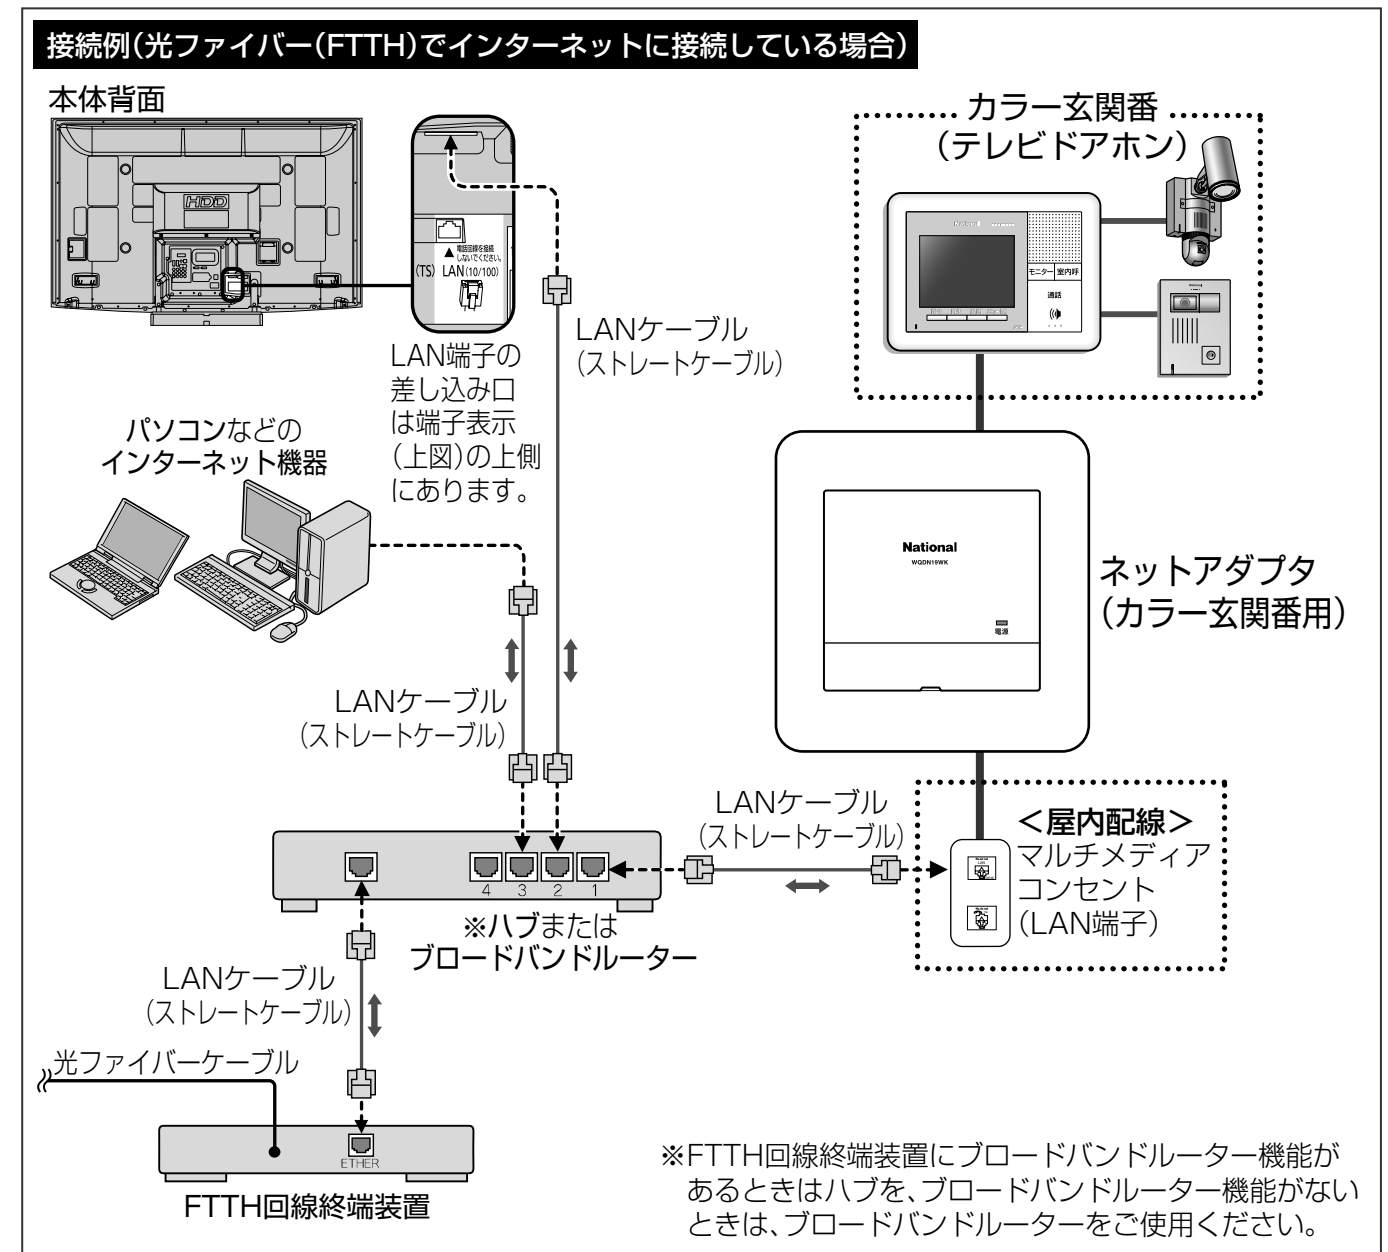 接続例(光ファイバー(FTTH)でインターネットに接続している場合)
本体背面
HDD
▲電話回線を接続
しないでください。
(TS) LAN(10/100)
LAN端子の
差し込み口
は端子表示
(上図)の上側
にあります。
LANケーブル
(ストレートケーブル)
カラー玄関番
(テレビドアホン)
National
モニター 室内呼
通話
パソコンなどの
インターネット機器
National
WQDN19WK
電源
ネットアダプタ
(カラー玄関番用)
LANケーブル
(ストレートケーブル)
LANケーブル
(ストレートケーブル)
<屋内配線>
マルチメディア
コンセント
(LAN端子)
4 3 2 1
※ハブまたは
ブロードバンドルーター
LANケーブル
(ストレートケーブル)
光ファイバーケーブル
ETHER
FTTH回線終端装置
※FTTH回線終端装置にブロードバンドルーター機能が
あるときはハブを、ブロードバンドルーター機能がない
ときは、ブロードバンドルーターをご使用ください。